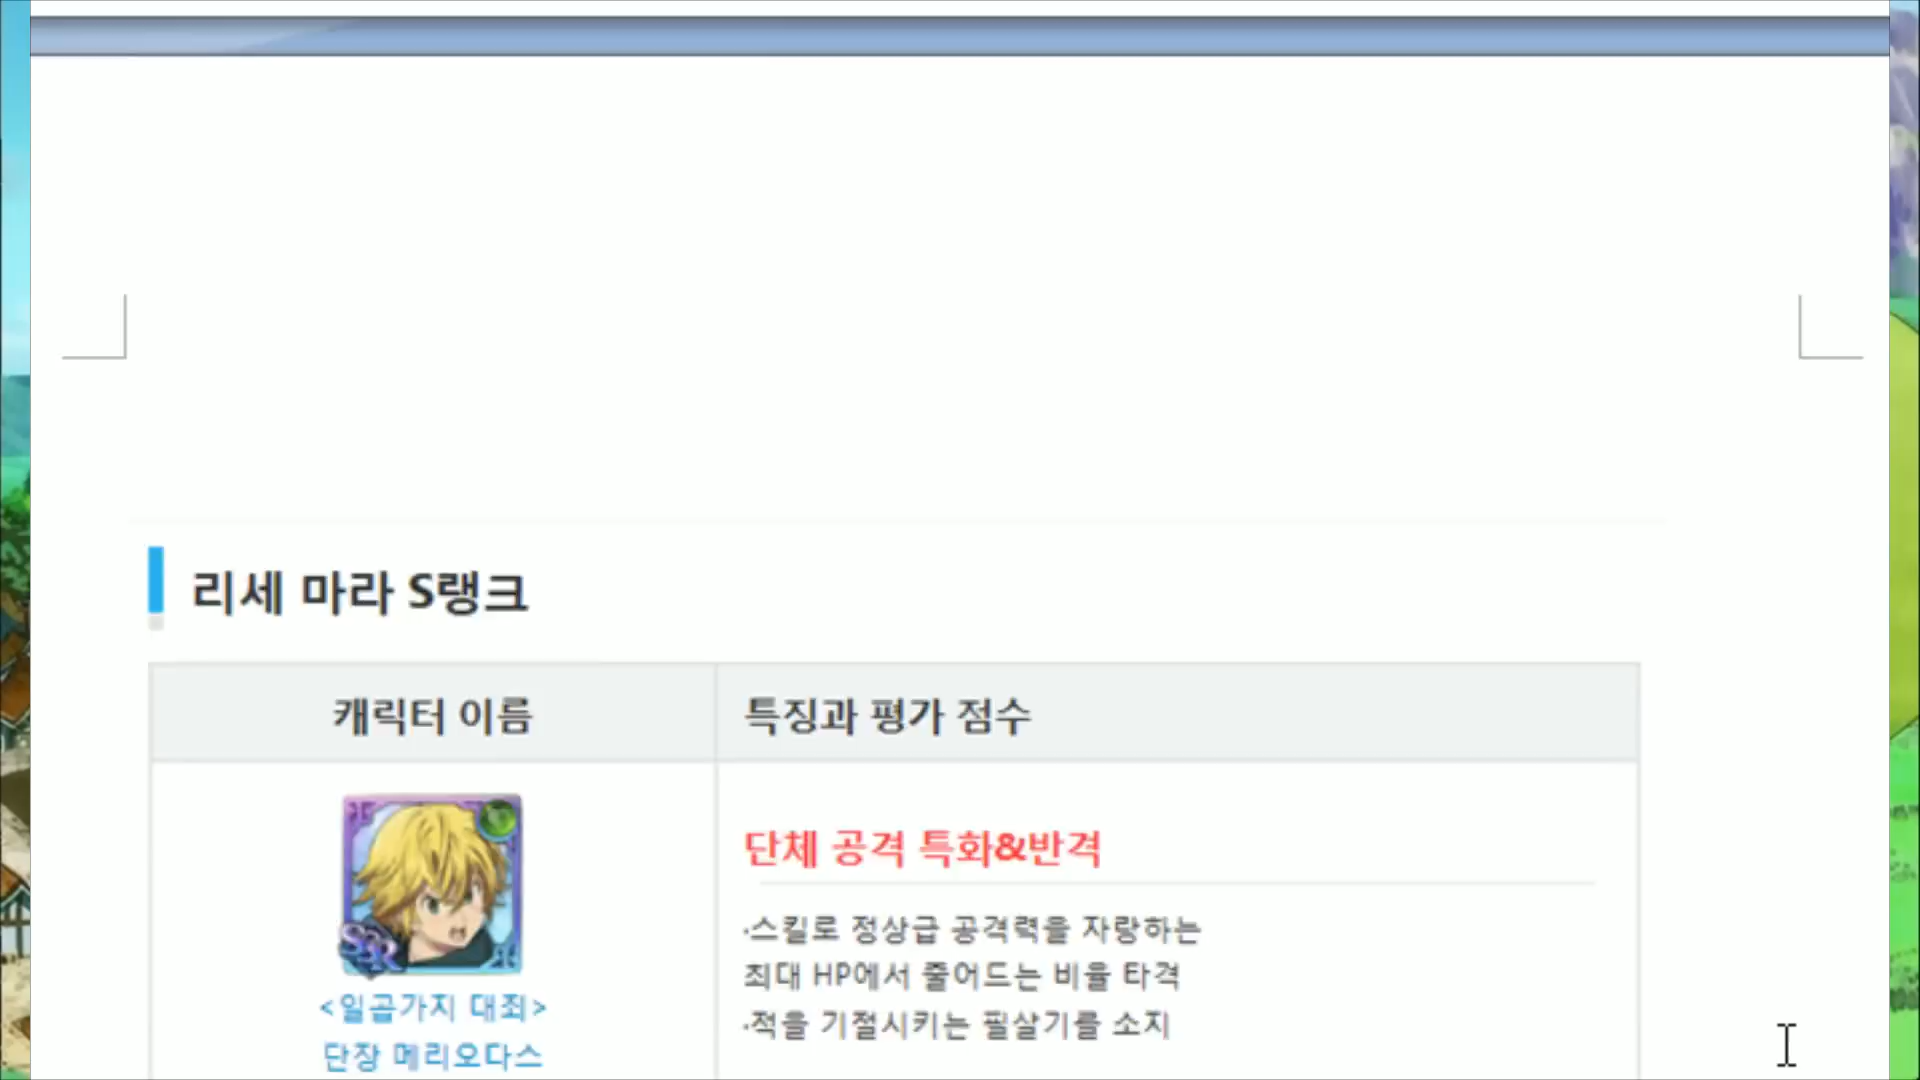 리세 마라 S랭크
캐릭터 이름
특징과 평가 점수
SSR
<일곱가지 대죄>
단장 메리오다스
단체 공격 특화&반격
·스킬로 정상급 공격력을 자랑하는
최대 HP에서 줄어드는 비율 타격
·적을 기절시키는 필살기를 소지